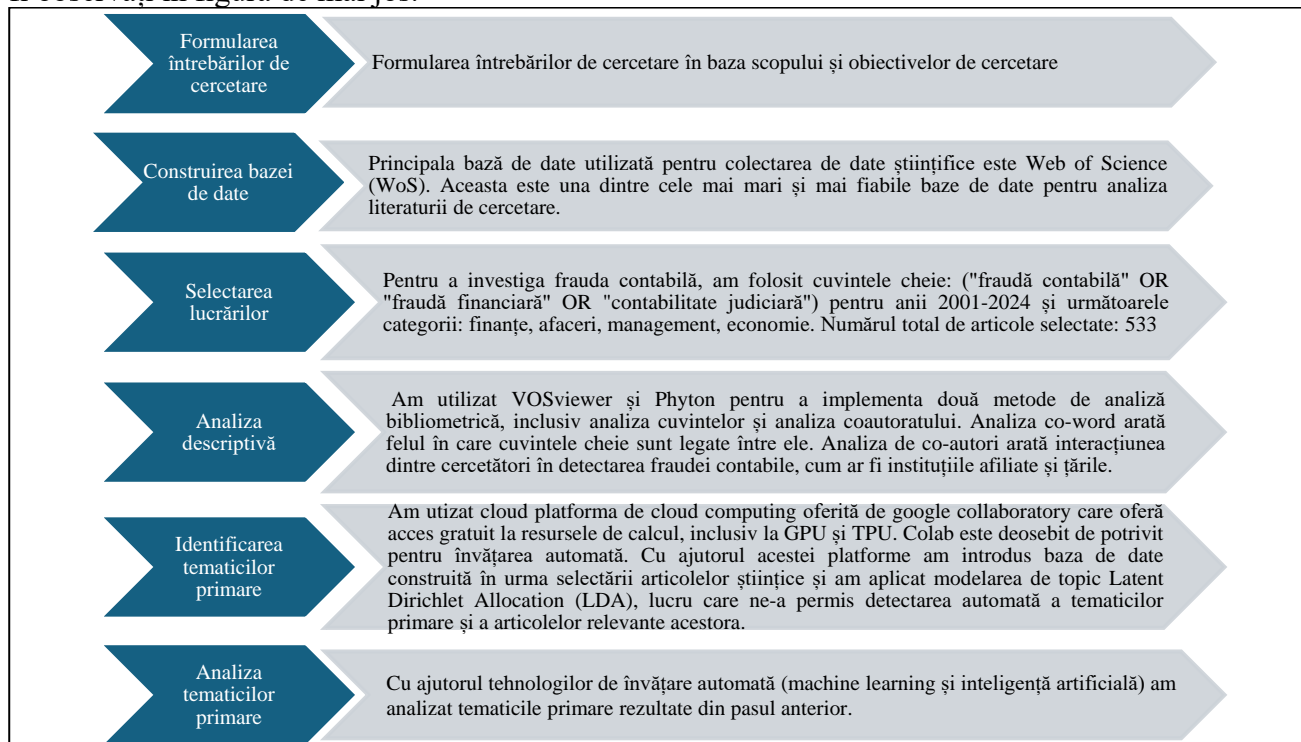 Formularea
întrebărilor de
cercetare
Formularea întrebărilor de cercetare în baza scopului și obiectivelor de cercetare
Construirea bazei
de date
Principala bază de date utilizată pentru colectarea de date științifice este Web of Science
(WoS). Aceasta este una dintre cele mai mari și mai fiabile baze de date pentru analiza
literaturii de cercetare.
Selectarea
lucrărilor
Pentru a investiga frauda contabilă, am folosit cuvintele cheie: ("fraudă contabilă" OR
"fraudă financiară" OR "contabilitate judiciară") pentru anii 2001-2024 și următoarele
categorii: finanțe, afaceri, management, economie. Numărul total de articole selectate: 533
Analiza
descriptivă
Am utilizat VOSviewer și Phyton pentru a implementa două metode de analiză
bibliometrică, inclusiv analiza cuvintelor și analiza coautoratului. Analiza co-word arată
felul în care cuvintele cheie sunt legate între ele. Analiza de co-autori arată interacțiunea
dintre cercetători în detectarea fraudei contabile, cum ar fi instituțiile afiliate și țările.
Identificarea
tematicilor
primare
Am utizat cloud platforma de cloud computing oferită de google collaboratory care oferă
acces gratuit la resursele de calcul, inclusiv la GPU și TPU. Colab este deosebit de potrivit
pentru învățarea automată. Cu ajutorul acestei platforme am introdus baza de date
construită în urma selectării articolelor științice și am aplicat modelarea de topic Latent
Dirichlet Allocation (LDA), lucru care ne-a permis detectarea automată a tematicilor
primare și a articolelor relevante acestora.
Analiza
tematicilor
primare
Cu ajutorul tehnologiilor de învățare automată (machine learning și inteligență artificială) am
analizat tematicile primare rezultate din pasul anterior.